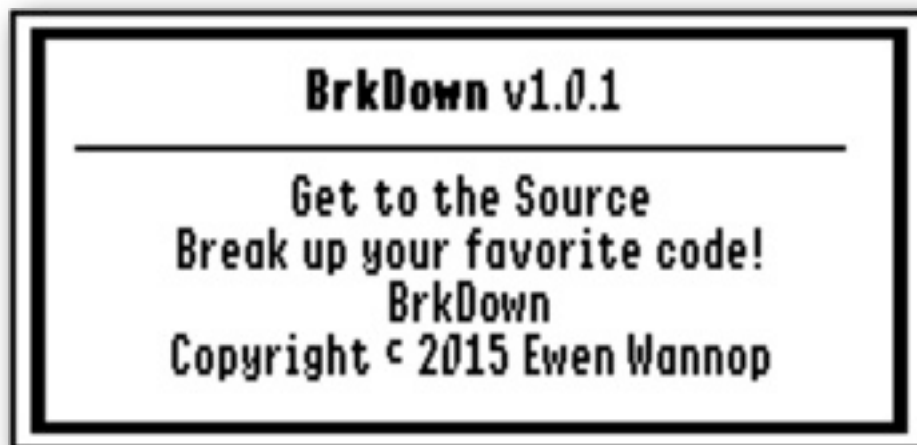 BrkDown v1.0.1
Get to the Source
Break up your favorite code!
BrkDown
Copyright © 2015 Ewen Wannop